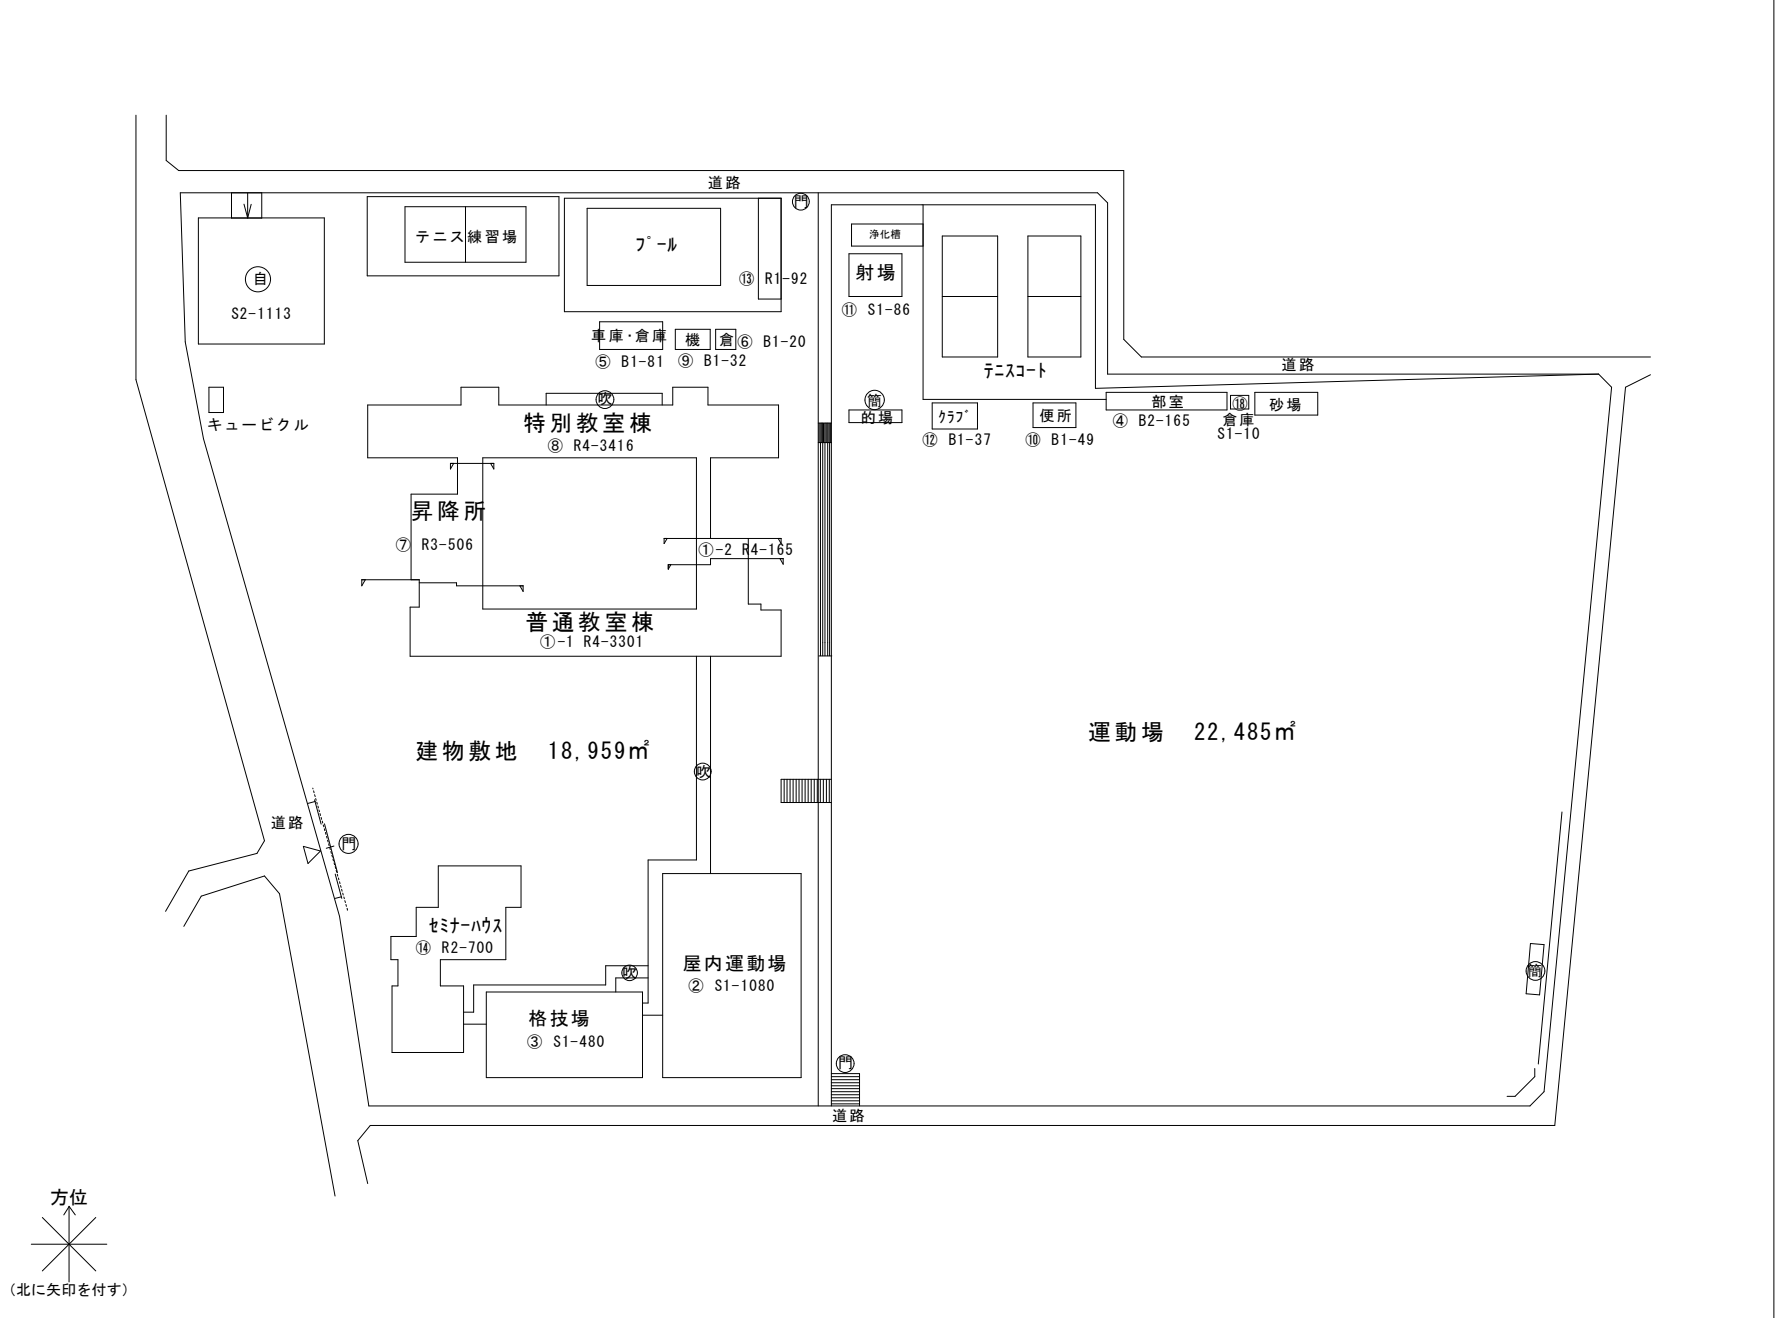 道路
門
テニス練習場
プール
浄化槽
自
S2-1113
⑬ R1-92
射場
⑪ S1-86
車庫・倉庫
機
倉
⑥ B1-20
⑤ B1-81
⑨ B1-32
テニスコート
道路
キュービクル
吹
特別教室棟
⑧ R4-3416
簡
的場
クラブ
⑫ B1-37
便所
⑩ B1-49
部室
④ B2-165
⑱
倉庫
S1-10
砂場
昇降所
⑦ R3-506
①-2 R4-165
普通教室棟
①-1 R4-3301
建物敷地 18,959㎡
運動場 22,485㎡
吹
道路
門
セミナーハウス
⑭ R2-700
吹
屋内運動場
② S1-1080
格技場
③ S1-480
簡
門
道路
方位
(北に矢印を付す)